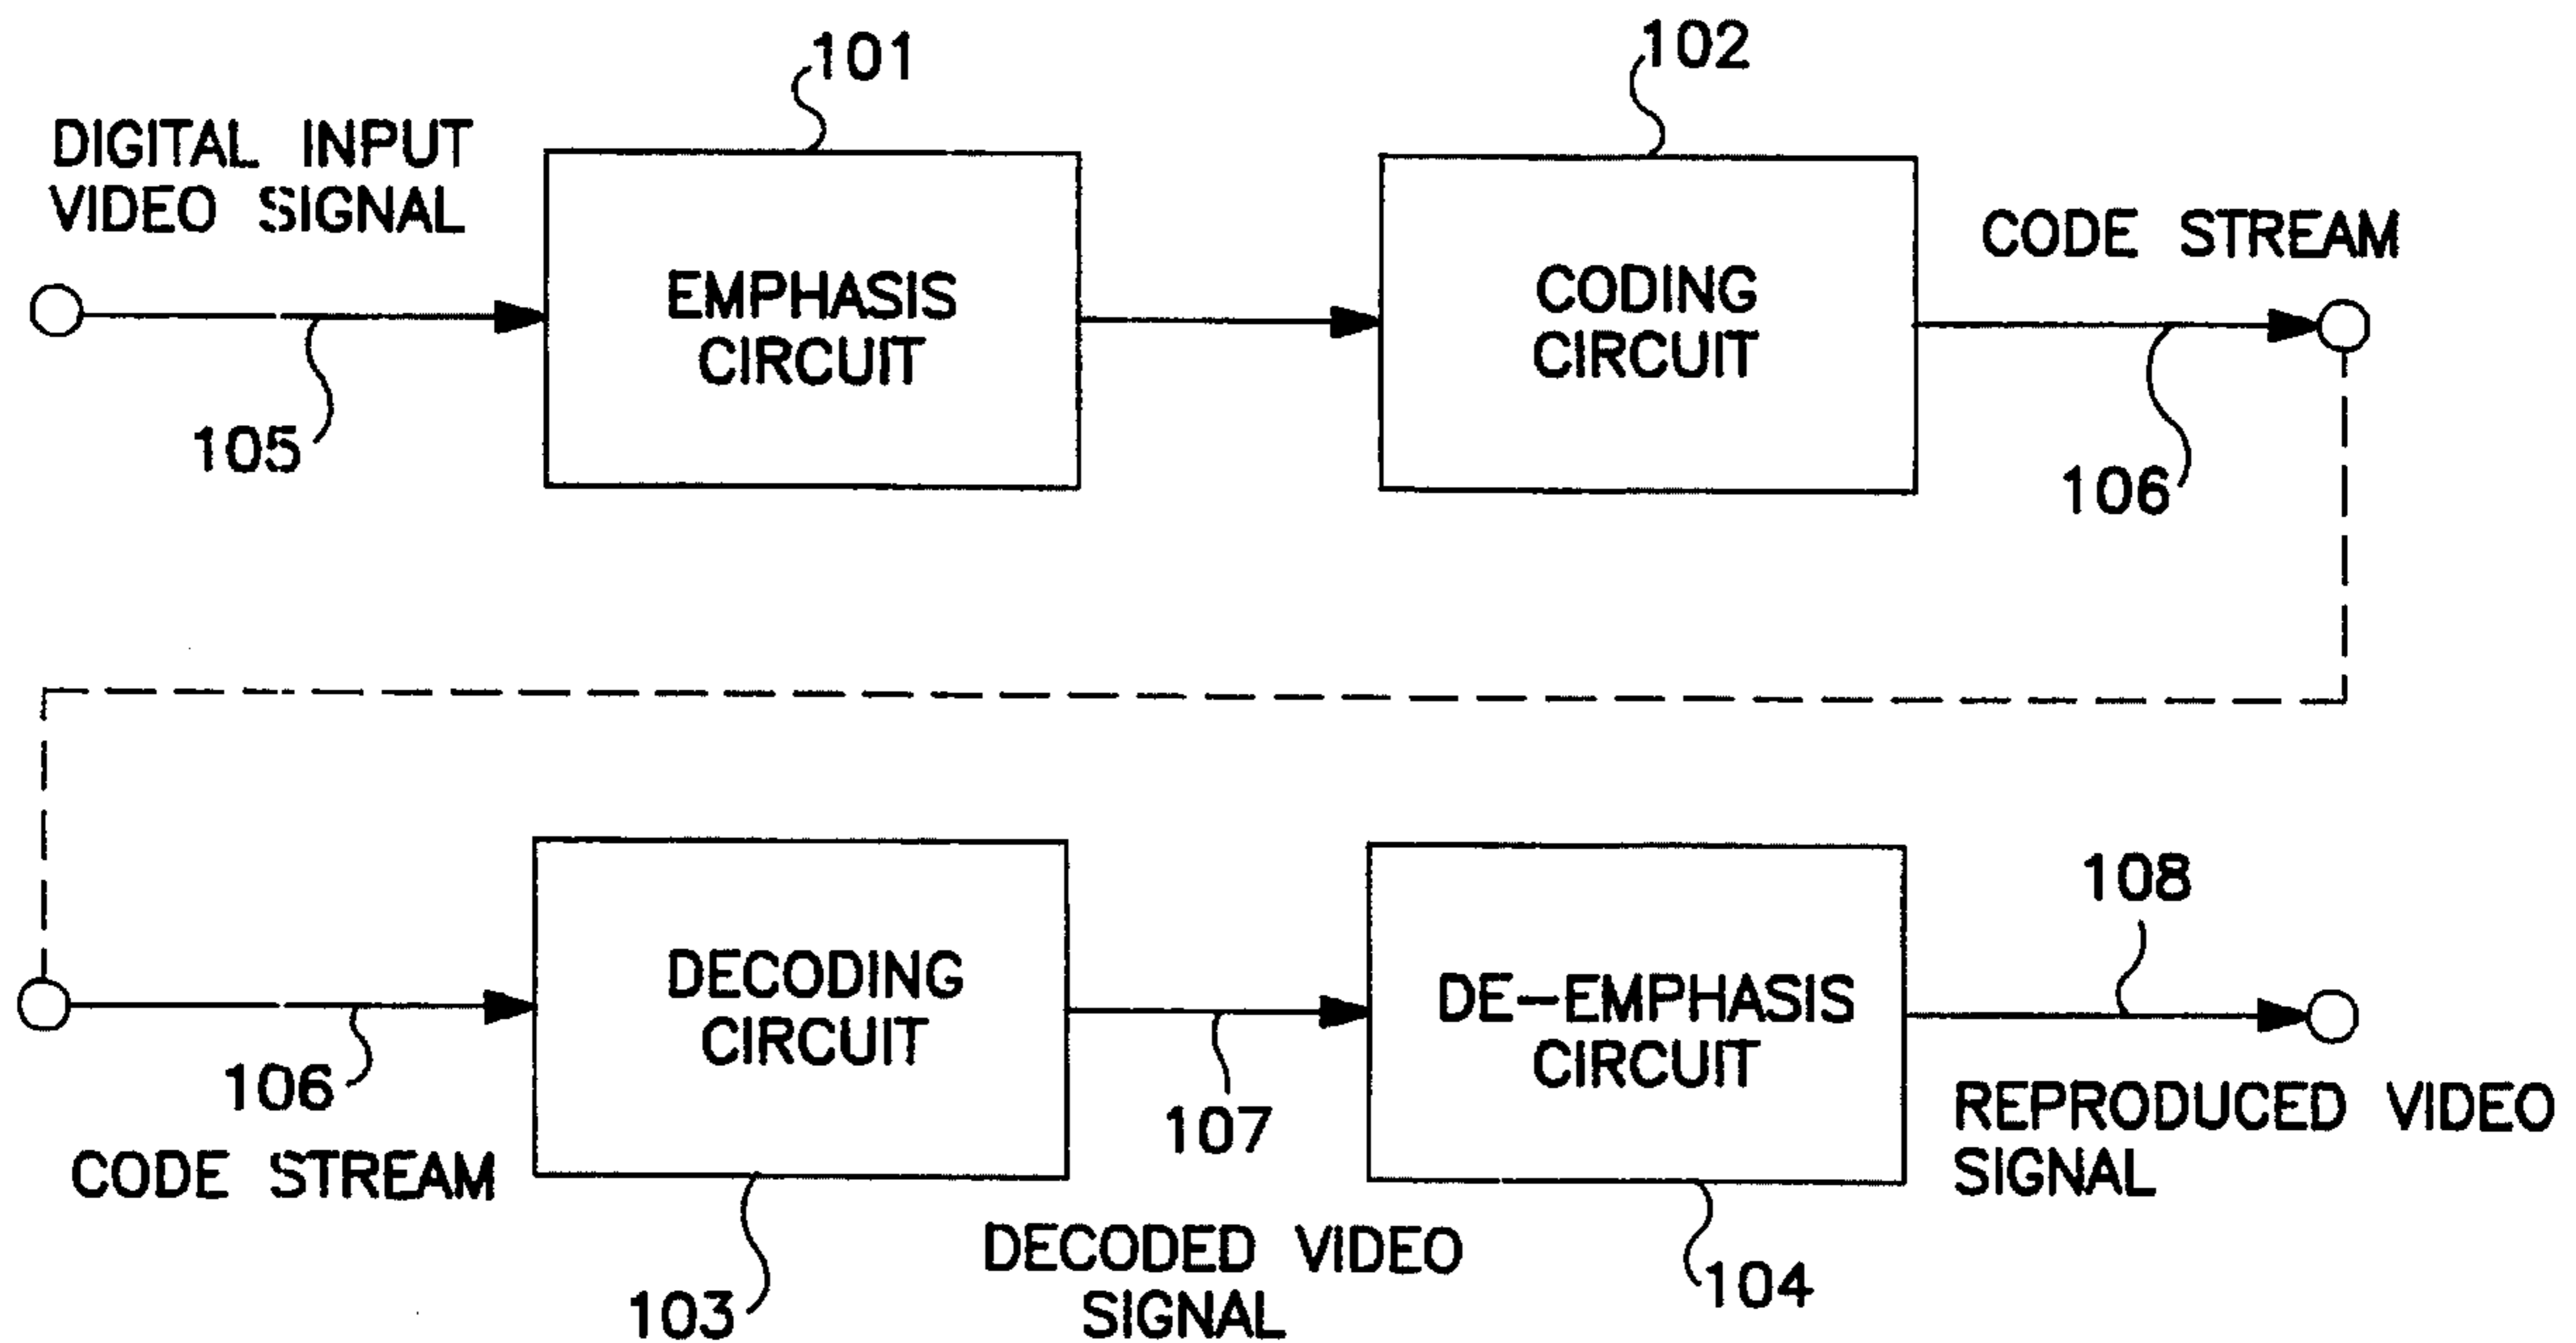 101
102
DIGITAL INPUT
VIDEO SIGNAL
EMPHASIS
CIRCUIT
CODING
CIRCUIT
CODE STREAM
105
106
DECODING
CIRCUIT
DE-EMPHASIS
CIRCUIT
108
106
CODE STREAM
107
REPRODUCED VIDEO
SIGNAL
103
DECODED VIDEO
SIGNAL
104